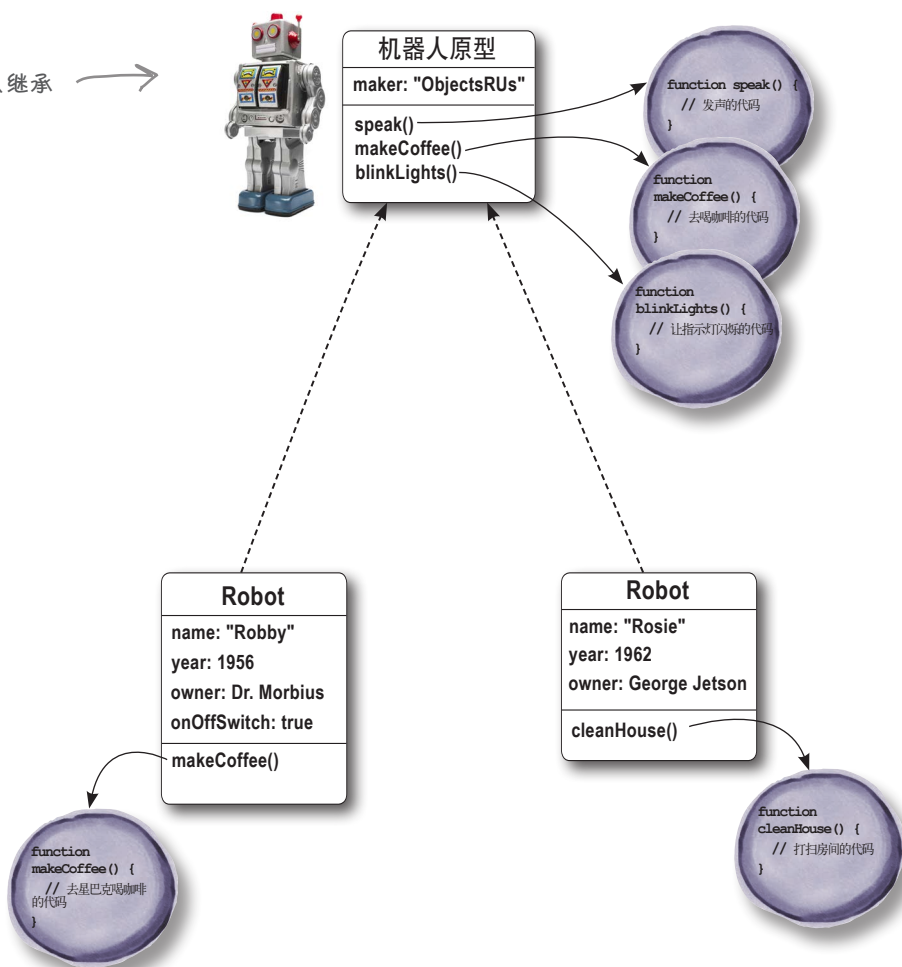 继承
机器人原型
maker: "ObjectsRUs"
speak()
makeCoffee()
blinkLights()
function speak() {
// 发声的代码
}
function
makeCoffee() {
// 去喝咖啡的代码
}
function
blinkLights() {
// 让指示灯闪烁的代码
}
Robot
name: "Robby"
year: 1956
owner: Dr. Morbius
onOffSwitch: true
makeCoffee()
function
makeCoffee() {
// 去星巴克喝咖啡
的代码
}
Robot
name: "Rosie"
year: 1962
owner: George Jetson
cleanHouse()
function
cleanHouse() {
// 打扫房间的代码
}